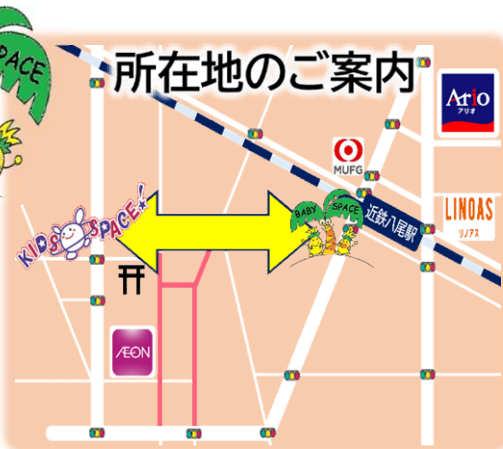 SPACE
所在地のご案内
Ario
アリオ
MUFG
BABY SPACE
近鉄八尾駅
LINOAS
リノアス
KIDS SPACE!
ÆON